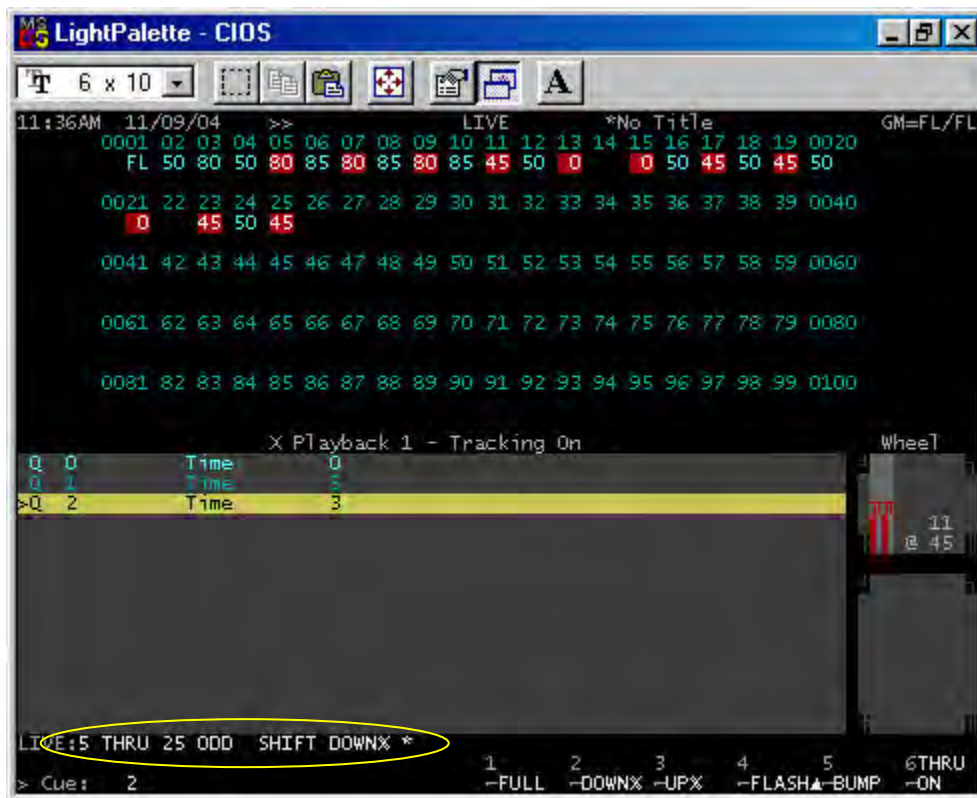 LightPalette - CIOS
6 x 10
A
11:36AM 11/09/04 >> LIVE *No Title GM=FL/FL
0001 02 03 04 05 06 07 08 09 10 11 12 13 14 15 16 17 18 19 0020
FL 50 80 50 80 85 80 85 80 85 45 50 0 0 50 45 50 45 50
0021 22 23 24 25 26 27 28 29 30 31 32 33 34 35 36 37 38 39 0040
0 45 50 45
0041 42 43 44 45 46 47 48 49 50 51 52 53 54 55 56 57 58 59 0060
0061 62 63 64 65 66 67 68 69 70 71 72 73 74 75 76 77 78 79 0080
0081 82 83 84 85 86 87 88 89 90 91 92 93 94 95 96 97 98 99 0100
X Playback 1 - Tracking On Wheel
Q 0 Time 0
Q 1 Time 5
>Q 2 Time 3
11
@ 45
LIVE:5 THRU 25 ODD SHIFT DOWN% *
1 2 3 4 5 6THRU
> Cue: 2 ⌐FULL ⌐DOWN% ⌐UP% ⌐FLASH▲⌐BUMP ⌐ON